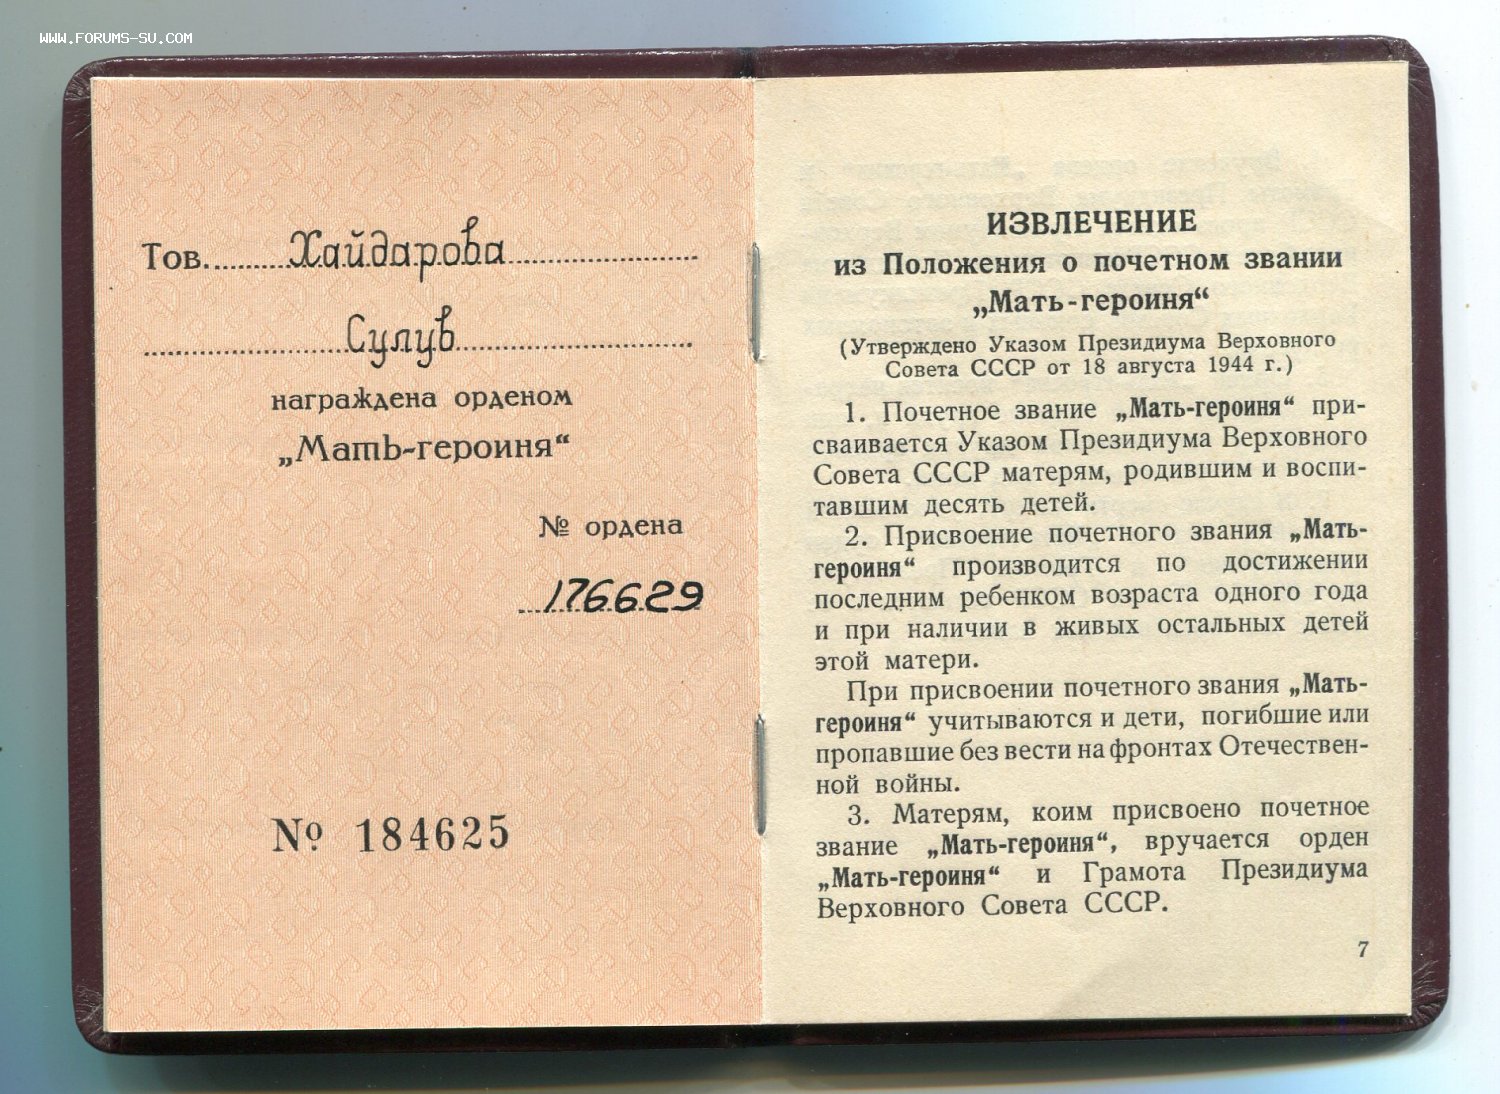 WWW.FORUMS-SU.COM
Тов. Хайдарова
Сулув
награждена орденом
„Мать-героиня“
№ ордена
176629
№ 184625
ИЗВЛЕЧЕНИЕ
из Положения о почетном звании
„Мать-героиня“
(Утверждено Указом Президиума Верховного
Совета СССР от 18 августа 1944 г.)
1. Почетное звание „Мать-героиня“ при-
сваивается Указом Президиума Верховного
Совета СССР матерям, родившим и воспи-
тавшим десять детей.
2. Присвоение почетного звания „Мать-
героиня“ производится по достижении
последним ребенком возраста одного года
и при наличии в живых остальных детей
этой матери.
При присвоении почетного звания „Мать-
героиня“ учитываются и дети, погибшие или
пропавшие без вести на фронтах Отечествен-
ной войны.
3. Матерям, коим присвоено почетное
звание „Мать-героиня“, вручается орден
„Мать-героиня“ и Грамота Президиума
Верховного Совета СССР.
7